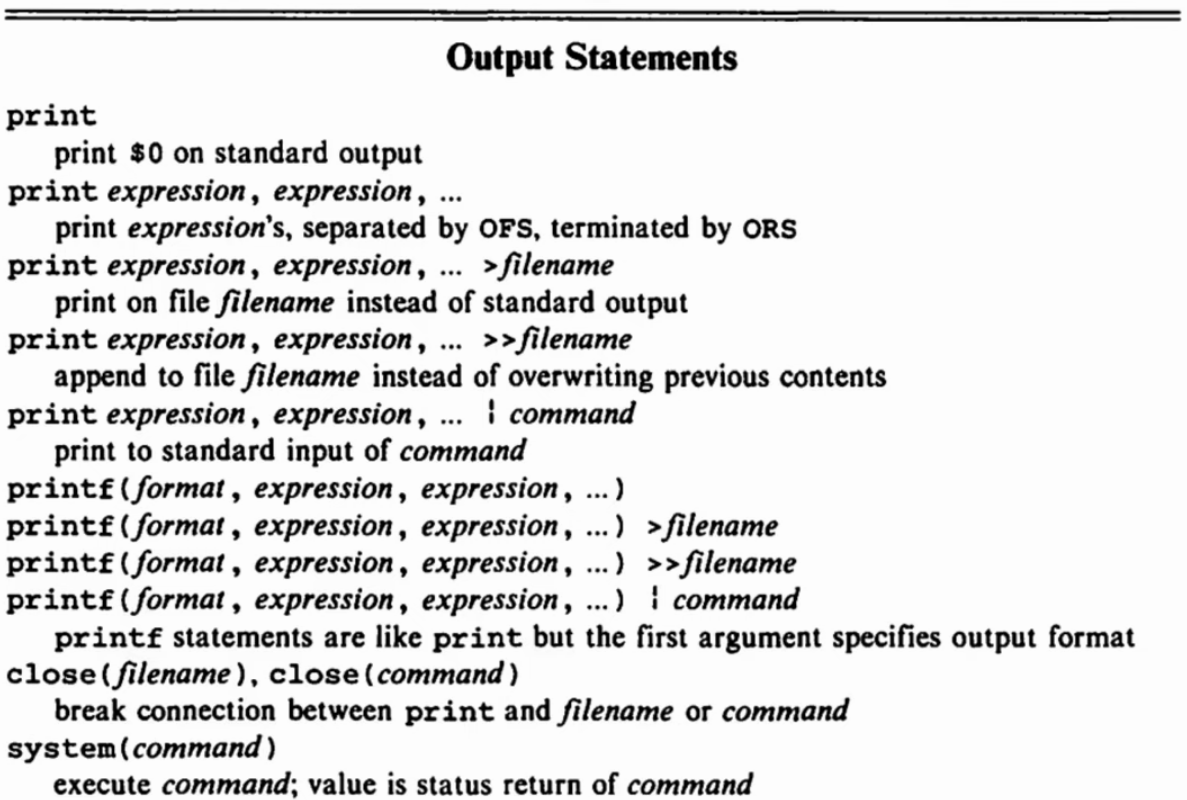 Output Statements
print
print $0 on standard output
print expression, expression, ...
print expression's, separated by OFS, terminated by ORS
print expression, expression, ... >filename
print on file filename instead of standard output
print expression, expression, ... >>filename
append to file filename instead of overwriting previous contents
print expression, expression, ... ¦ command
print to standard input of command
printf(format, expression, expression, ...)
printf(format, expression, expression, ...) >filename
printf(format, expression, expression, ...) >>filename
printf(format, expression, expression, ...) ¦ command
printf statements are like print but the first argument specifies output format
close(filename), close(command)
break connection between print and filename or command
system(command)
execute command; value is status return of command